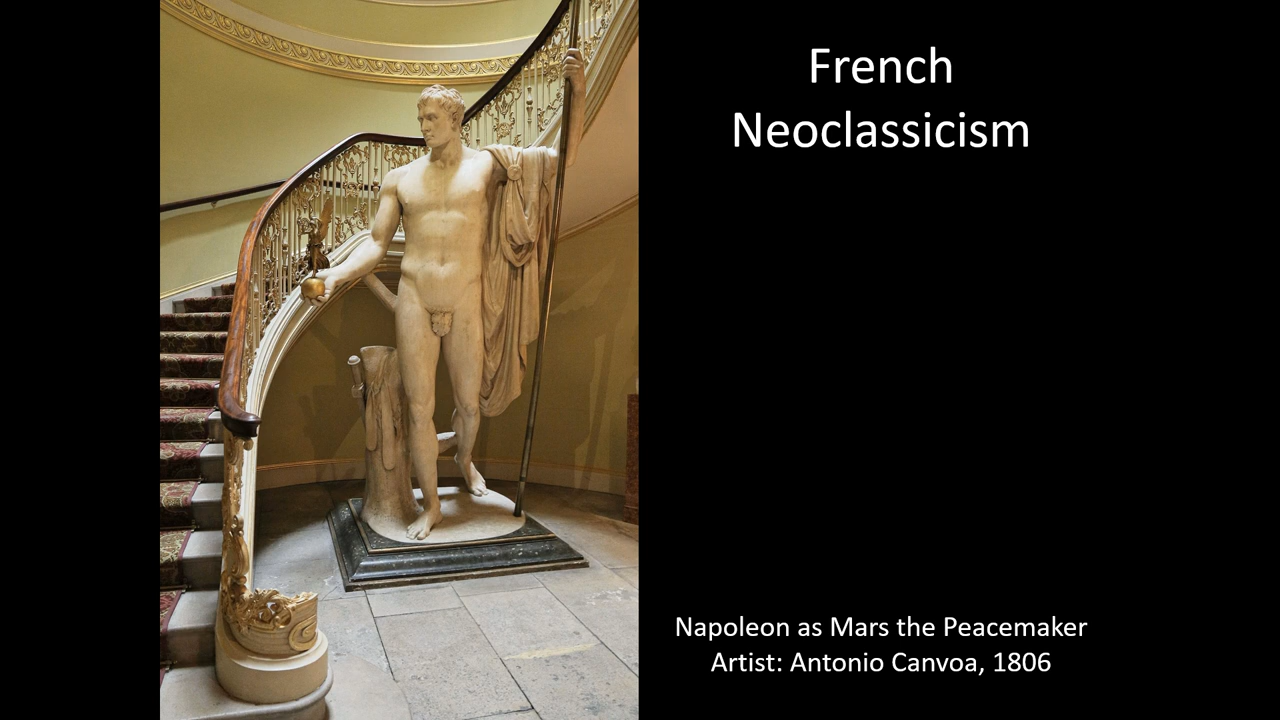 French
Neoclassicism
Napoleon as Mars the Peacemaker
Artist: Antonio Canvoa, 1806